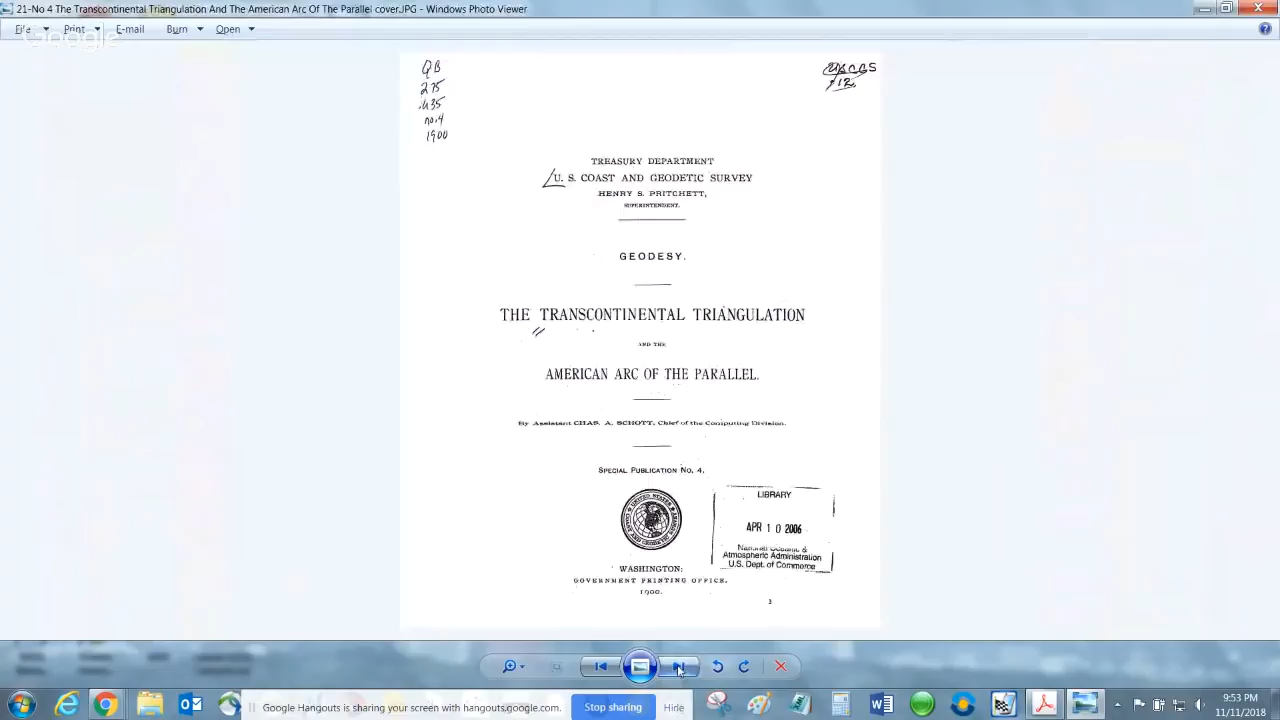 21-No 4 The Transcontinental Triangulation And The American Arc Of The Parallel cover.JPG - Windows Photo Viewer
File Print E-mail Burn Open
Google
QB
275
.U35
no.4
1900
TREASURY DEPARTMENT
U. S. COAST AND GEODETIC SURVEY
HENRY S. PRITCHETT,
SUPERINTENDENT.
GEODESY.
THE TRANSCONTINENTAL TRIANGULATION
AND THE
AMERICAN ARC OF THE PARALLEL.
By Assistant CHAS. A. SCHOTT, Chief of the Computing Division.
SPECIAL PUBLICATION No. 4.
LIBRARY
APR 10 2006
National Oceanic &
Atmospheric Administration
U.S. Dept. of Commerce
WASHINGTON:
GOVERNMENT PRINTING OFFICE.
1900.
3
Google Hangouts is sharing your screen with hangouts.google.com. Stop sharing Hide
9:53 PM
11/11/2018